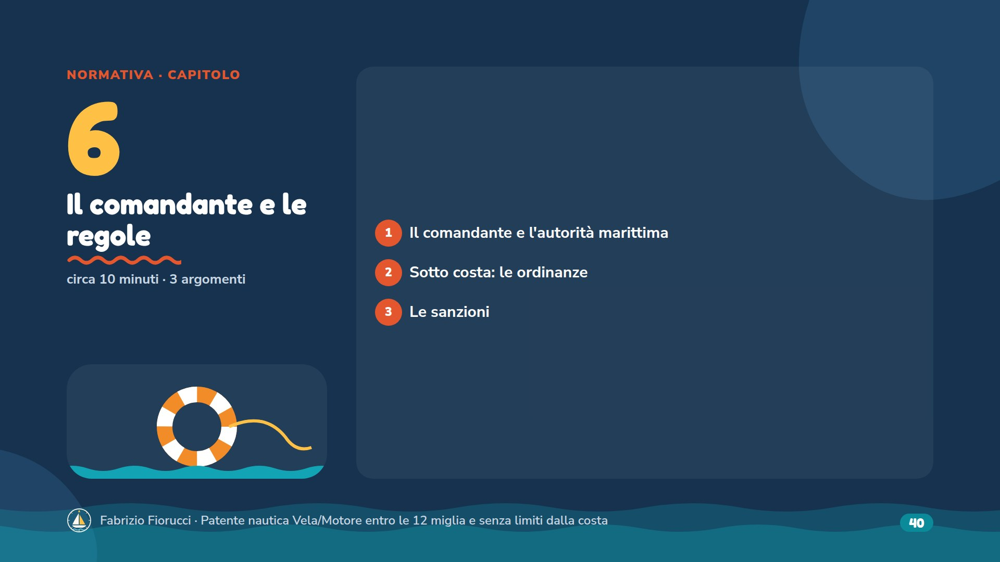 NORMATIVA · CAPITOLO
6
Il comandante e le
regole
circa 10 minuti · 3 argomenti
1 Il comandante e l'autorità marittima
2 Sotto costa: le ordinanze
3 Le sanzioni
Fabrizio Fiorucci · Patente nautica Vela/Motore entro le 12 miglia e senza limiti dalla costa
40